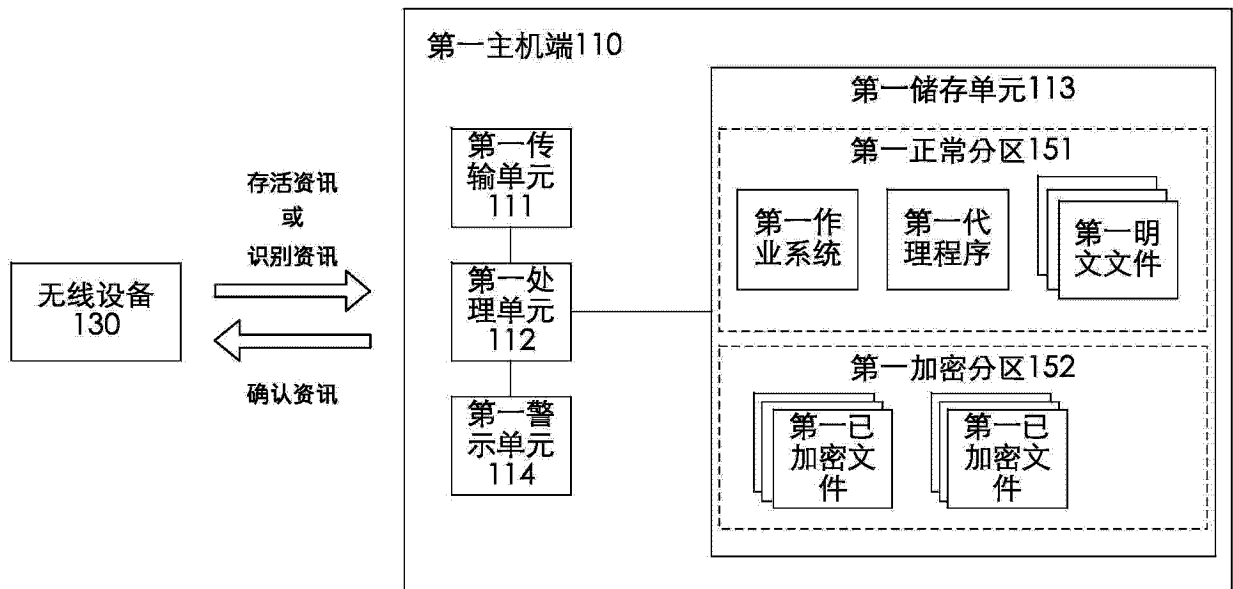 第一主机端110
第一储存单元113
第一正常分区151
第一传
输单元
111
第一作
业系统
第一代
理程序
第一明
文文件
存活资讯
或
识别资讯
无线设备
130
第一处
理单元
112
确认资讯
第一加密分区152
第一警
示单元
114
第一已
加密文
件
第一已
加密文
件